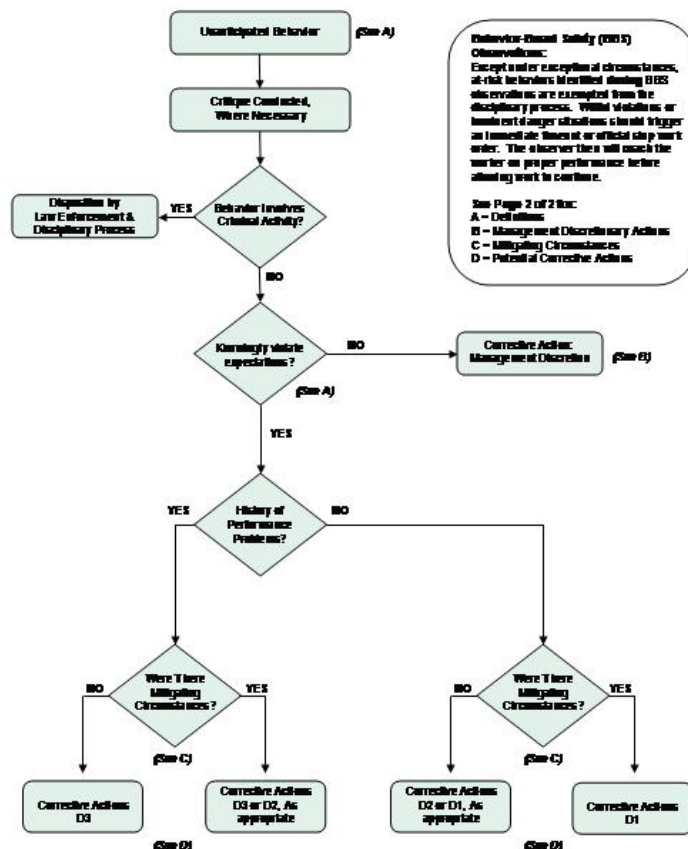 Unanticipated Behavior
(See A)
Critique Conducted,
Where Necessary
Behavior-Based Safety (BBS)
Observations:
Except under exceptional circumstances,
at-risk behaviors identified during BBS
observations are exempted from the
disciplinary process. Willful violations or
imminent danger situations should trigger
an immediate timeout or official stop-work
order. The observer then will coach the
worker on proper performance before
allowing work to continue.
See Page 2 of 2 for:
A – Definitions
B – Management Discretionary Actions
C – Mitigating Circumstances
D – Potential Corrective Actions
Behavior Involves
Criminal Activity?
YES
Disposition by
Law Enforcement &
Disciplinary Process
NO
Knowingly violate
expectations?
(See A)
NO
Corrective Action:
Management Discretion
(See B)
YES
History of
Performance
Problems?
YES
NO
Were There
Mitigating
Circumstances?
NO
YES
(See C)
Corrective Actions
D3
Corrective Actions
D3 or D2, As
appropriate
(See D)
Were There
Mitigating
Circumstances?
NO
YES
(See C)
Corrective Actions
D2 or D1, As
appropriate
Corrective Actions
D1
(See D)